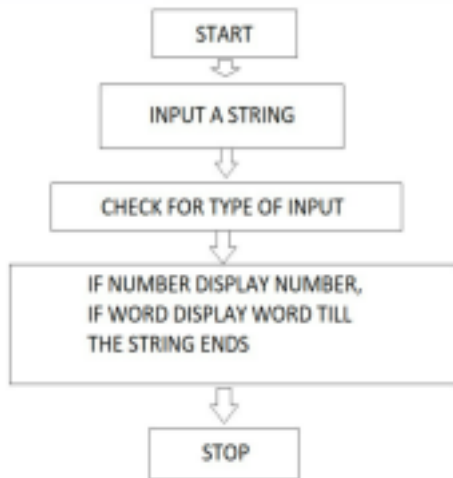 START
INPUT A STRING
CHECK FOR TYPE OF INPUT
IF NUMBER DISPLAY NUMBER,
IF WORD DISPLAY WORD TILL
THE STRING ENDS
STOP